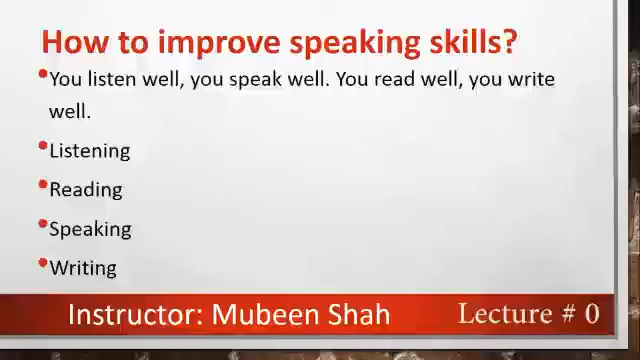 How to improve speaking skills?
•You listen well, you speak well. You read well, you write
well.
•Listening
•Reading
•Speaking
•Writing
Instructor: Mubeen Shah
Lecture # 0